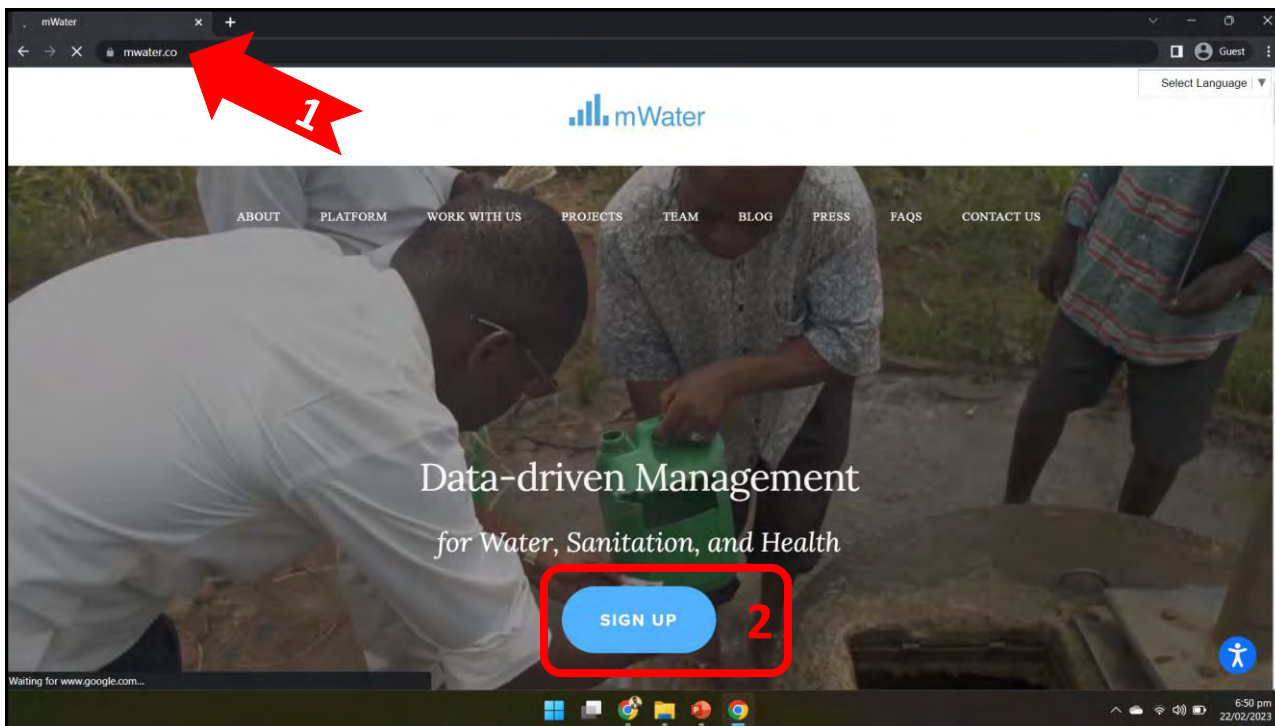 mWater
mwater.co
Guest
1
Select Language
mWater
ABOUT PLATFORM WORK WITH US PROJECTS TEAM BLOG PRESS FAQS CONTACT US
Data-driven Management
for Water, Sanitation, and Health
SIGN UP
2
Waiting for www.google.com...
6:50 pm
22/02/2023